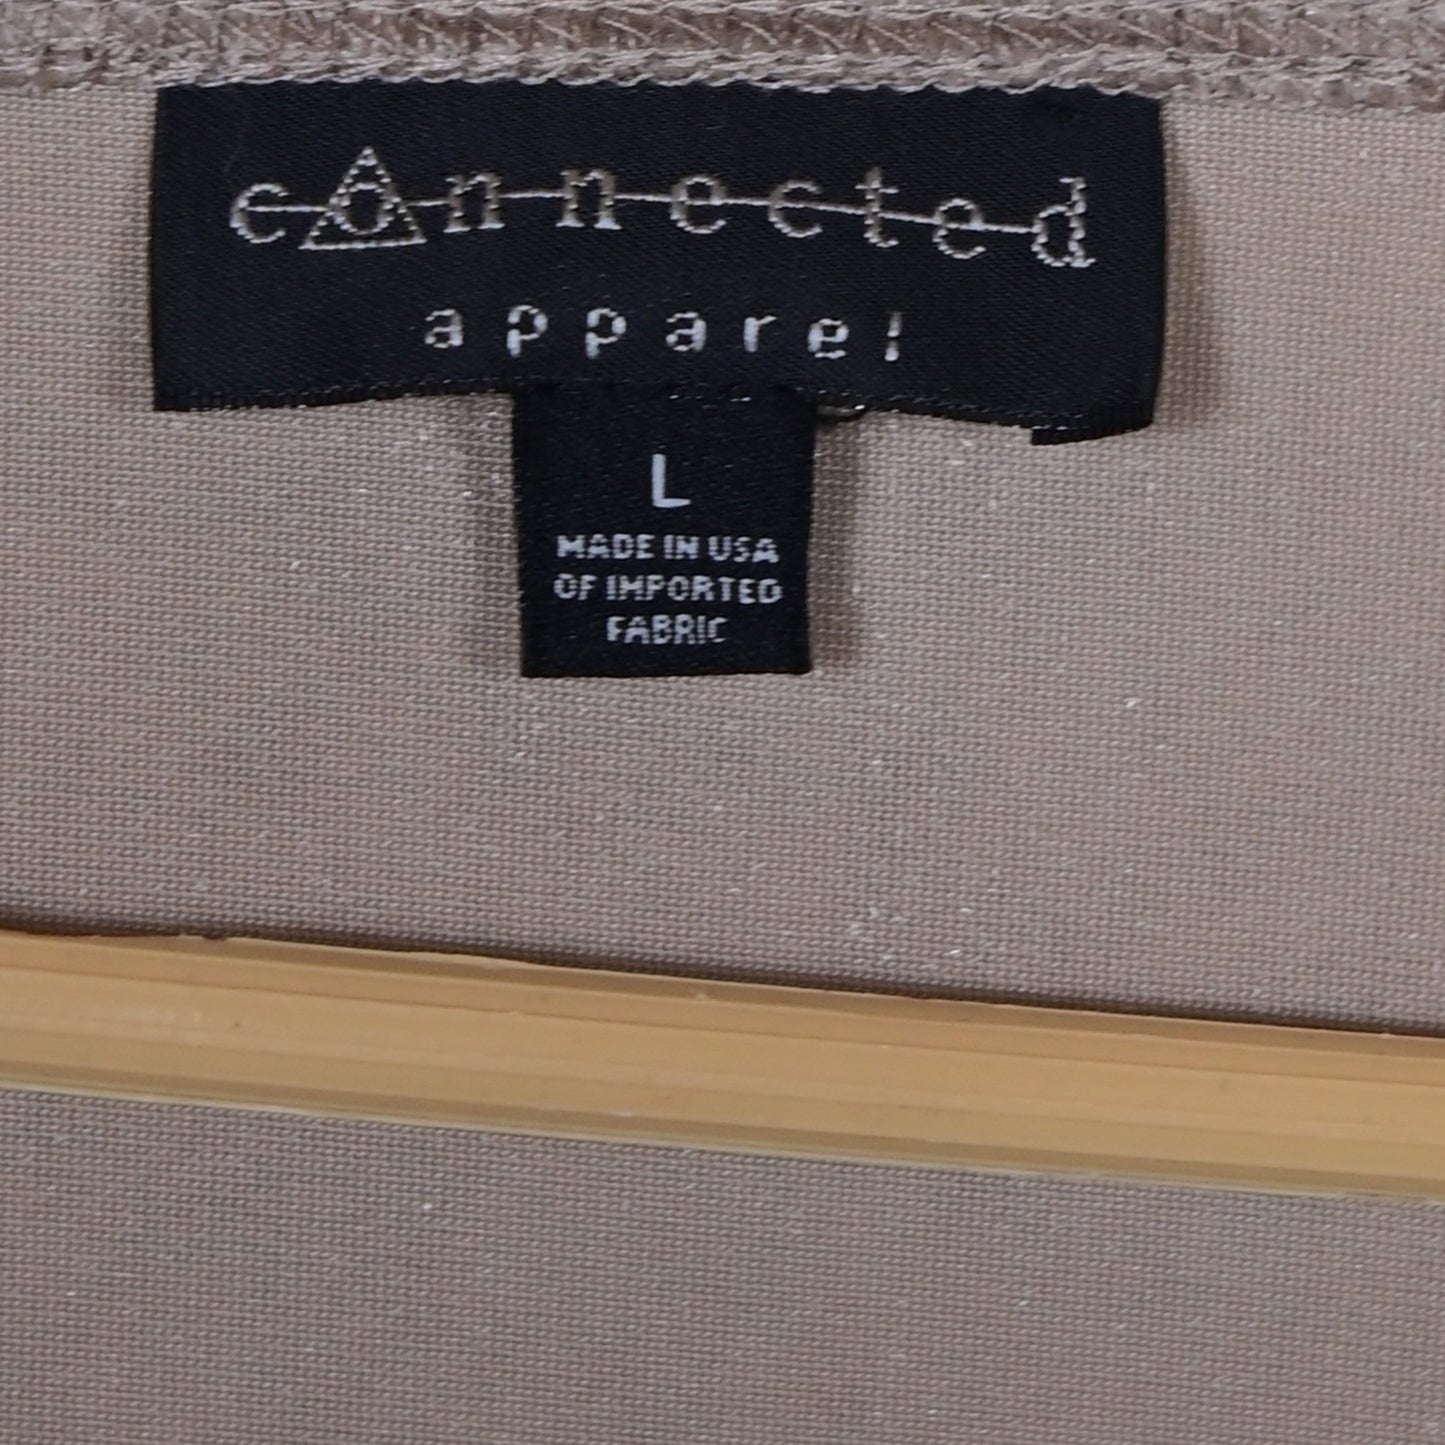 connected
apparel
L
MADE IN USA
OF IMPORTED
FABRIC